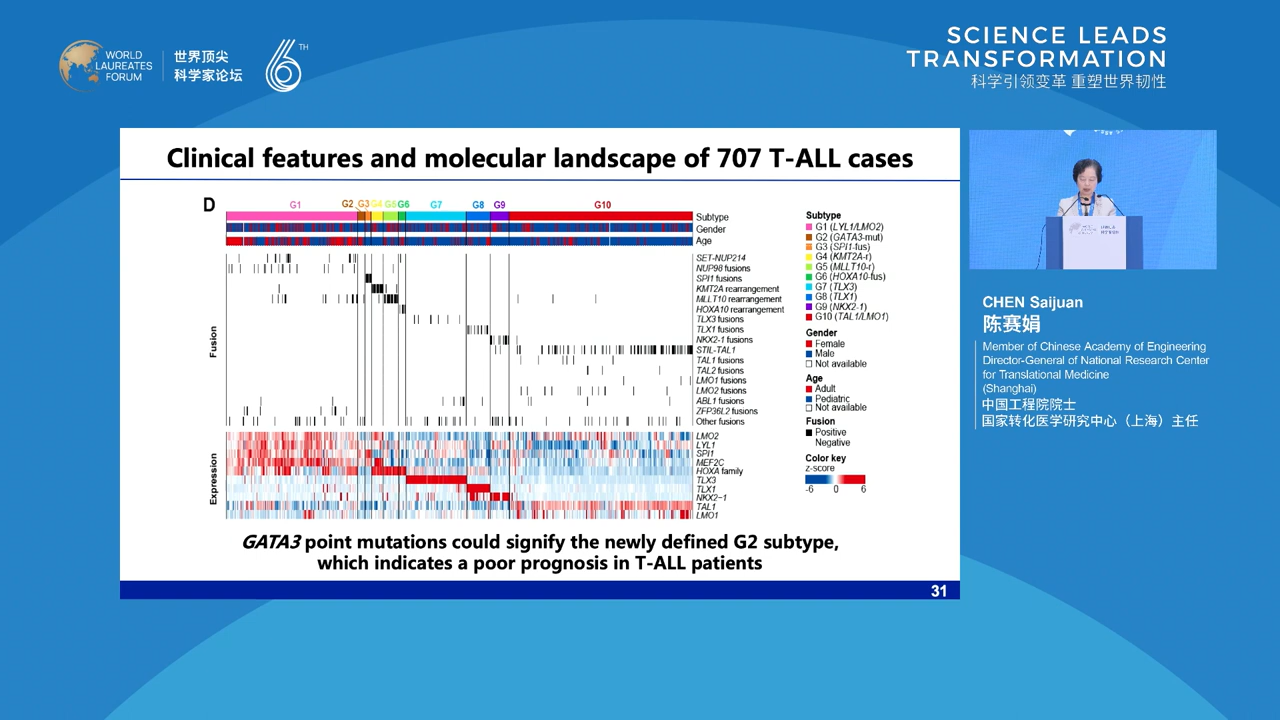 WORLD
LAUREATES
FORUM
世界顶尖
科学家论坛
6TH
SCIENCE LEADS
TRANSFORMATION
科学引领变革 重塑世界韧性
Clinical features and molecular landscape of 707 T-ALL cases
D
G1 G2 G3 G4 G5 G6 G7 G8 G9 G10
Subtype
Gender
Age
Fusion
SET-NUP214
NUP98 fusions
SPI1 fusions
KMT2A rearrangement
MLLT10 rearrangement
HOXA10 rearrangement
TLX3 fusions
TLX1 fusions
NKX2-1 fusions
STIL-TAL1
TAL1 fusions
TAL2 fusions
LMO1 fusions
LMO2 fusions
ABL1 fusions
ZFP36L2 fusions
Other fusions
Expression
LMO2
LYL1
SPI1
MEF2C
HOXA family
TLX3
TLX1
NKX2-1
TAL1
LMO1
Subtype
G1 (LYL1/LMO2)
G2 (GATA3-mut)
G3 (SPI1-fus)
G4 (KMT2A-r)
G5 (MLLT10-r)
G6 (HOXA10-fus)
G7 (TLX3)
G8 (TLX1)
G9 (NKX2-1)
G10 (TAL1/LMO1)
Gender
Female
Male
Not available
Age
Adult
Pediatric
Not available
Fusion
Positive
Negative
Color key
z-score
-6 0 6
GATA3 point mutations could signify the newly defined G2 subtype,
which indicates a poor prognosis in T-ALL patients
31
CHEN Saijuan
陈赛娟
Member of Chinese Academy of Engineering
Director-General of National Research Center
for Translational Medicine
(Shanghai)
中国工程院院士
国家转化医学研究中心（上海）主任